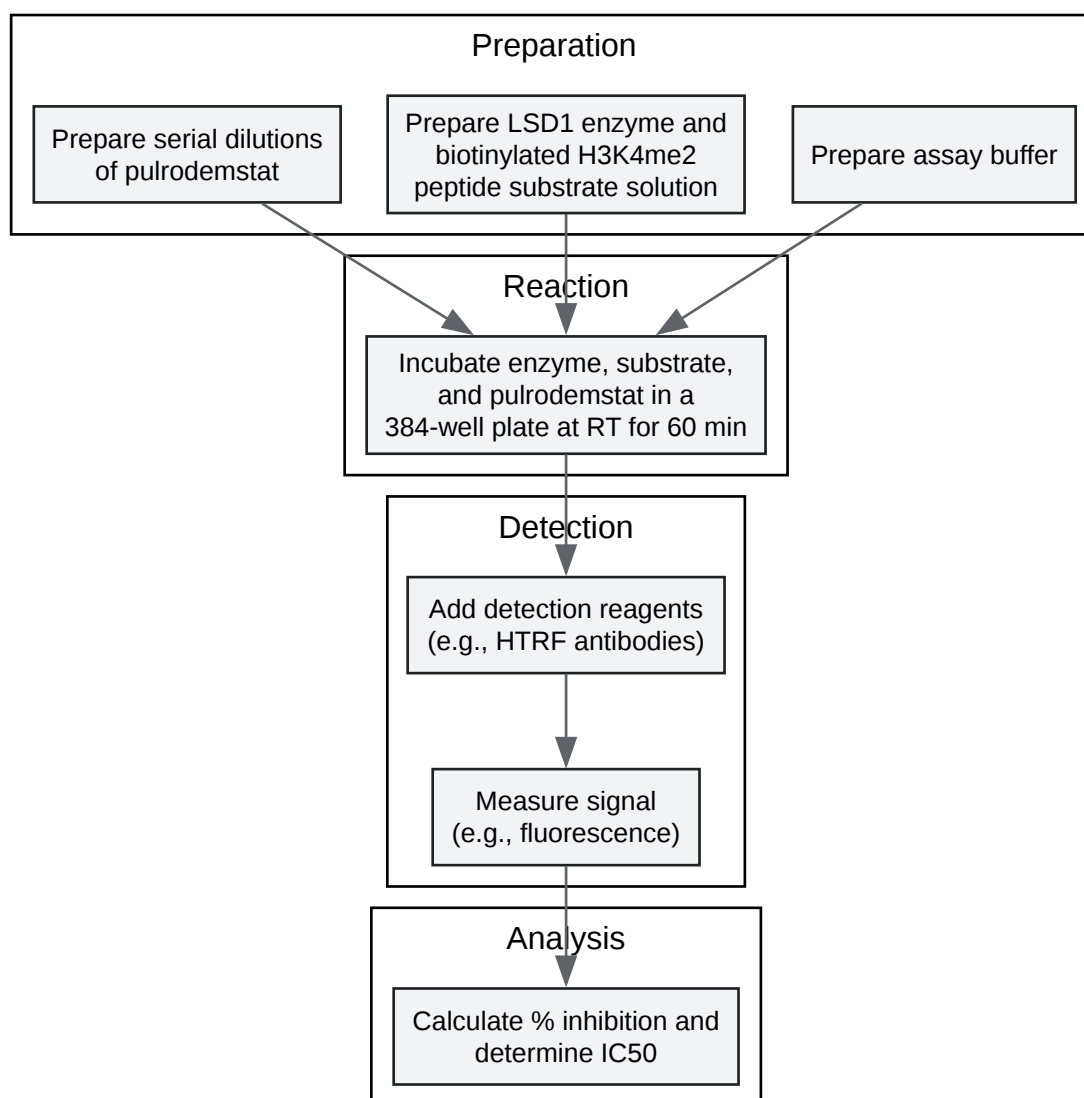 Preparation
Prepare serial dilutions
of pulrodemstat
Prepare LSD1 enzyme and
biotinylated H3K4me2
peptide substrate solution
Prepare assay buffer
Reaction
Incubate enzyme, substrate,
and pulrodemstat in a
384-well plate at RT for 60 min
Detection
Add detection reagents
(e.g., HTRF antibodies)
Measure signal
(e.g., fluorescence)
Analysis
Calculate % inhibition and
determine IC50